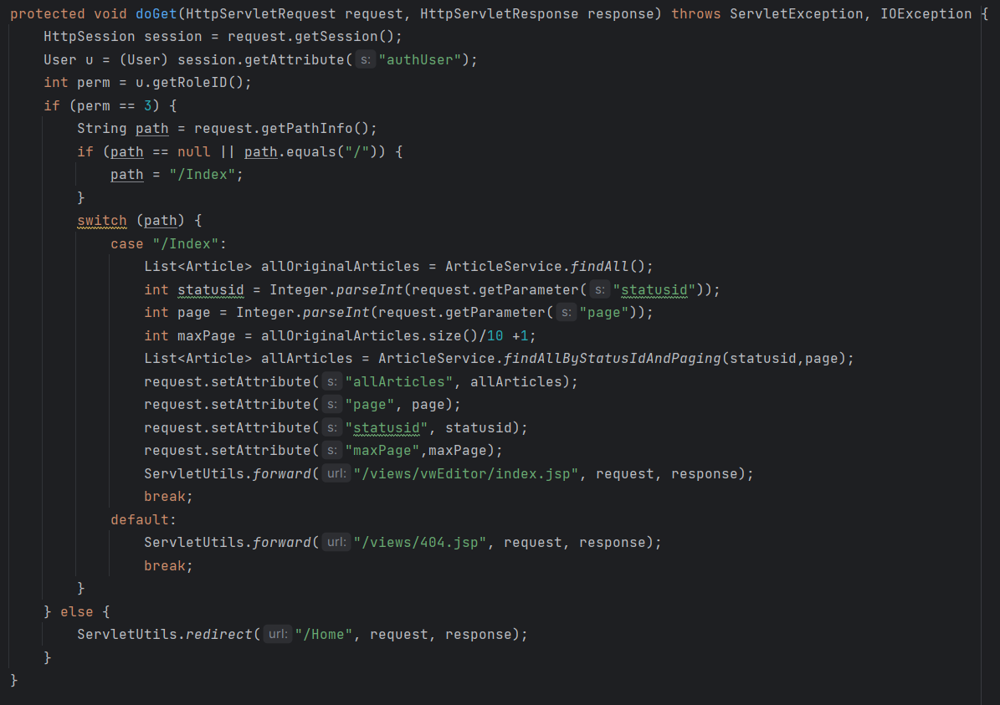 protected void doGet(HttpServletRequest request, HttpServletResponse response) throws ServletException, IOException {
    HttpSession session = request.getSession();
    User u = (User) session.getAttribute( s: "authUser");
    int perm = u.getRoleID();
    if (perm == 3) {
        String path = request.getPathInfo();
        if (path == null || path.equals("/")) {
            path = "/Index";
        }
        switch (path) {
            case "/Index":
                List<Article> allOriginalArticles = ArticleService.findAll();
                int statusid = Integer.parseInt(request.getParameter( s: "statusid"));
                int page = Integer.parseInt(request.getParameter( s: "page"));
                int maxPage = allOriginalArticles.size()/10 +1;
                List<Article> allArticles = ArticleService.findAllByStatusIdAndPaging(statusid,page);
                request.setAttribute( s: "allArticles", allArticles);
                request.setAttribute( s: "page", page);
                request.setAttribute( s: "statusid", statusid);
                request.setAttribute( s: "maxPage",maxPage);
                ServletUtils.forward( url: "/views/vwEditor/index.jsp", request, response);
                break;
            default:
                ServletUtils.forward( url: "/views/404.jsp", request, response);
                break;
        }
    } else {
        ServletUtils.redirect( url: "/Home", request, response);
    }
}